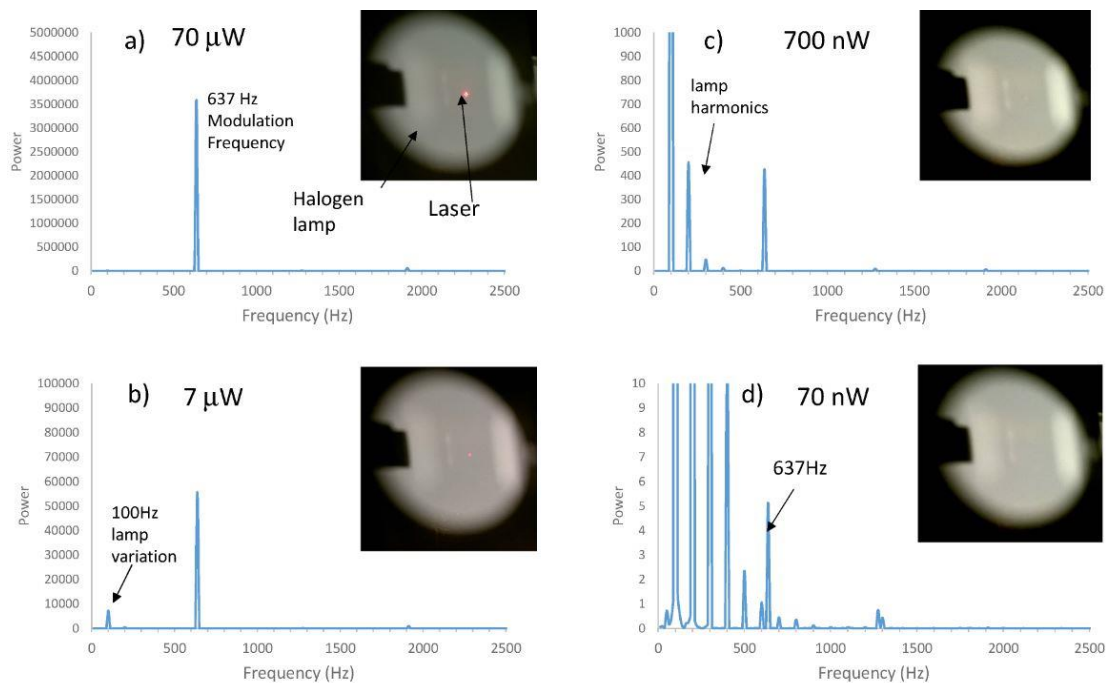 a) 70 μW
5000000
4500000
4000000
3500000
3000000
2500000
2000000
1500000
1000000
500000
0
Power
637 Hz
Modulation
Frequency
Halogen
lamp
Laser
0 500 1000 1500 2000 2500
Frequency (Hz)
c) 700 nW
1000
900
800
700
600
500
400
300
200
100
0
Power
lamp
harmonics
0 500 1000 1500 2000 2500
Frequency (Hz)
b) 7 μW
100000
90000
80000
70000
60000
50000
40000
30000
20000
10000
0
Power
100Hz
lamp
variation
0 500 1000 1500 2000 2500
Frequency (Hz)
d) 70 nW
10
9
8
7
6
5
4
3
2
1
0
Power
637Hz
0 500 1000 1500 2000 2500
Frequency (Hz)